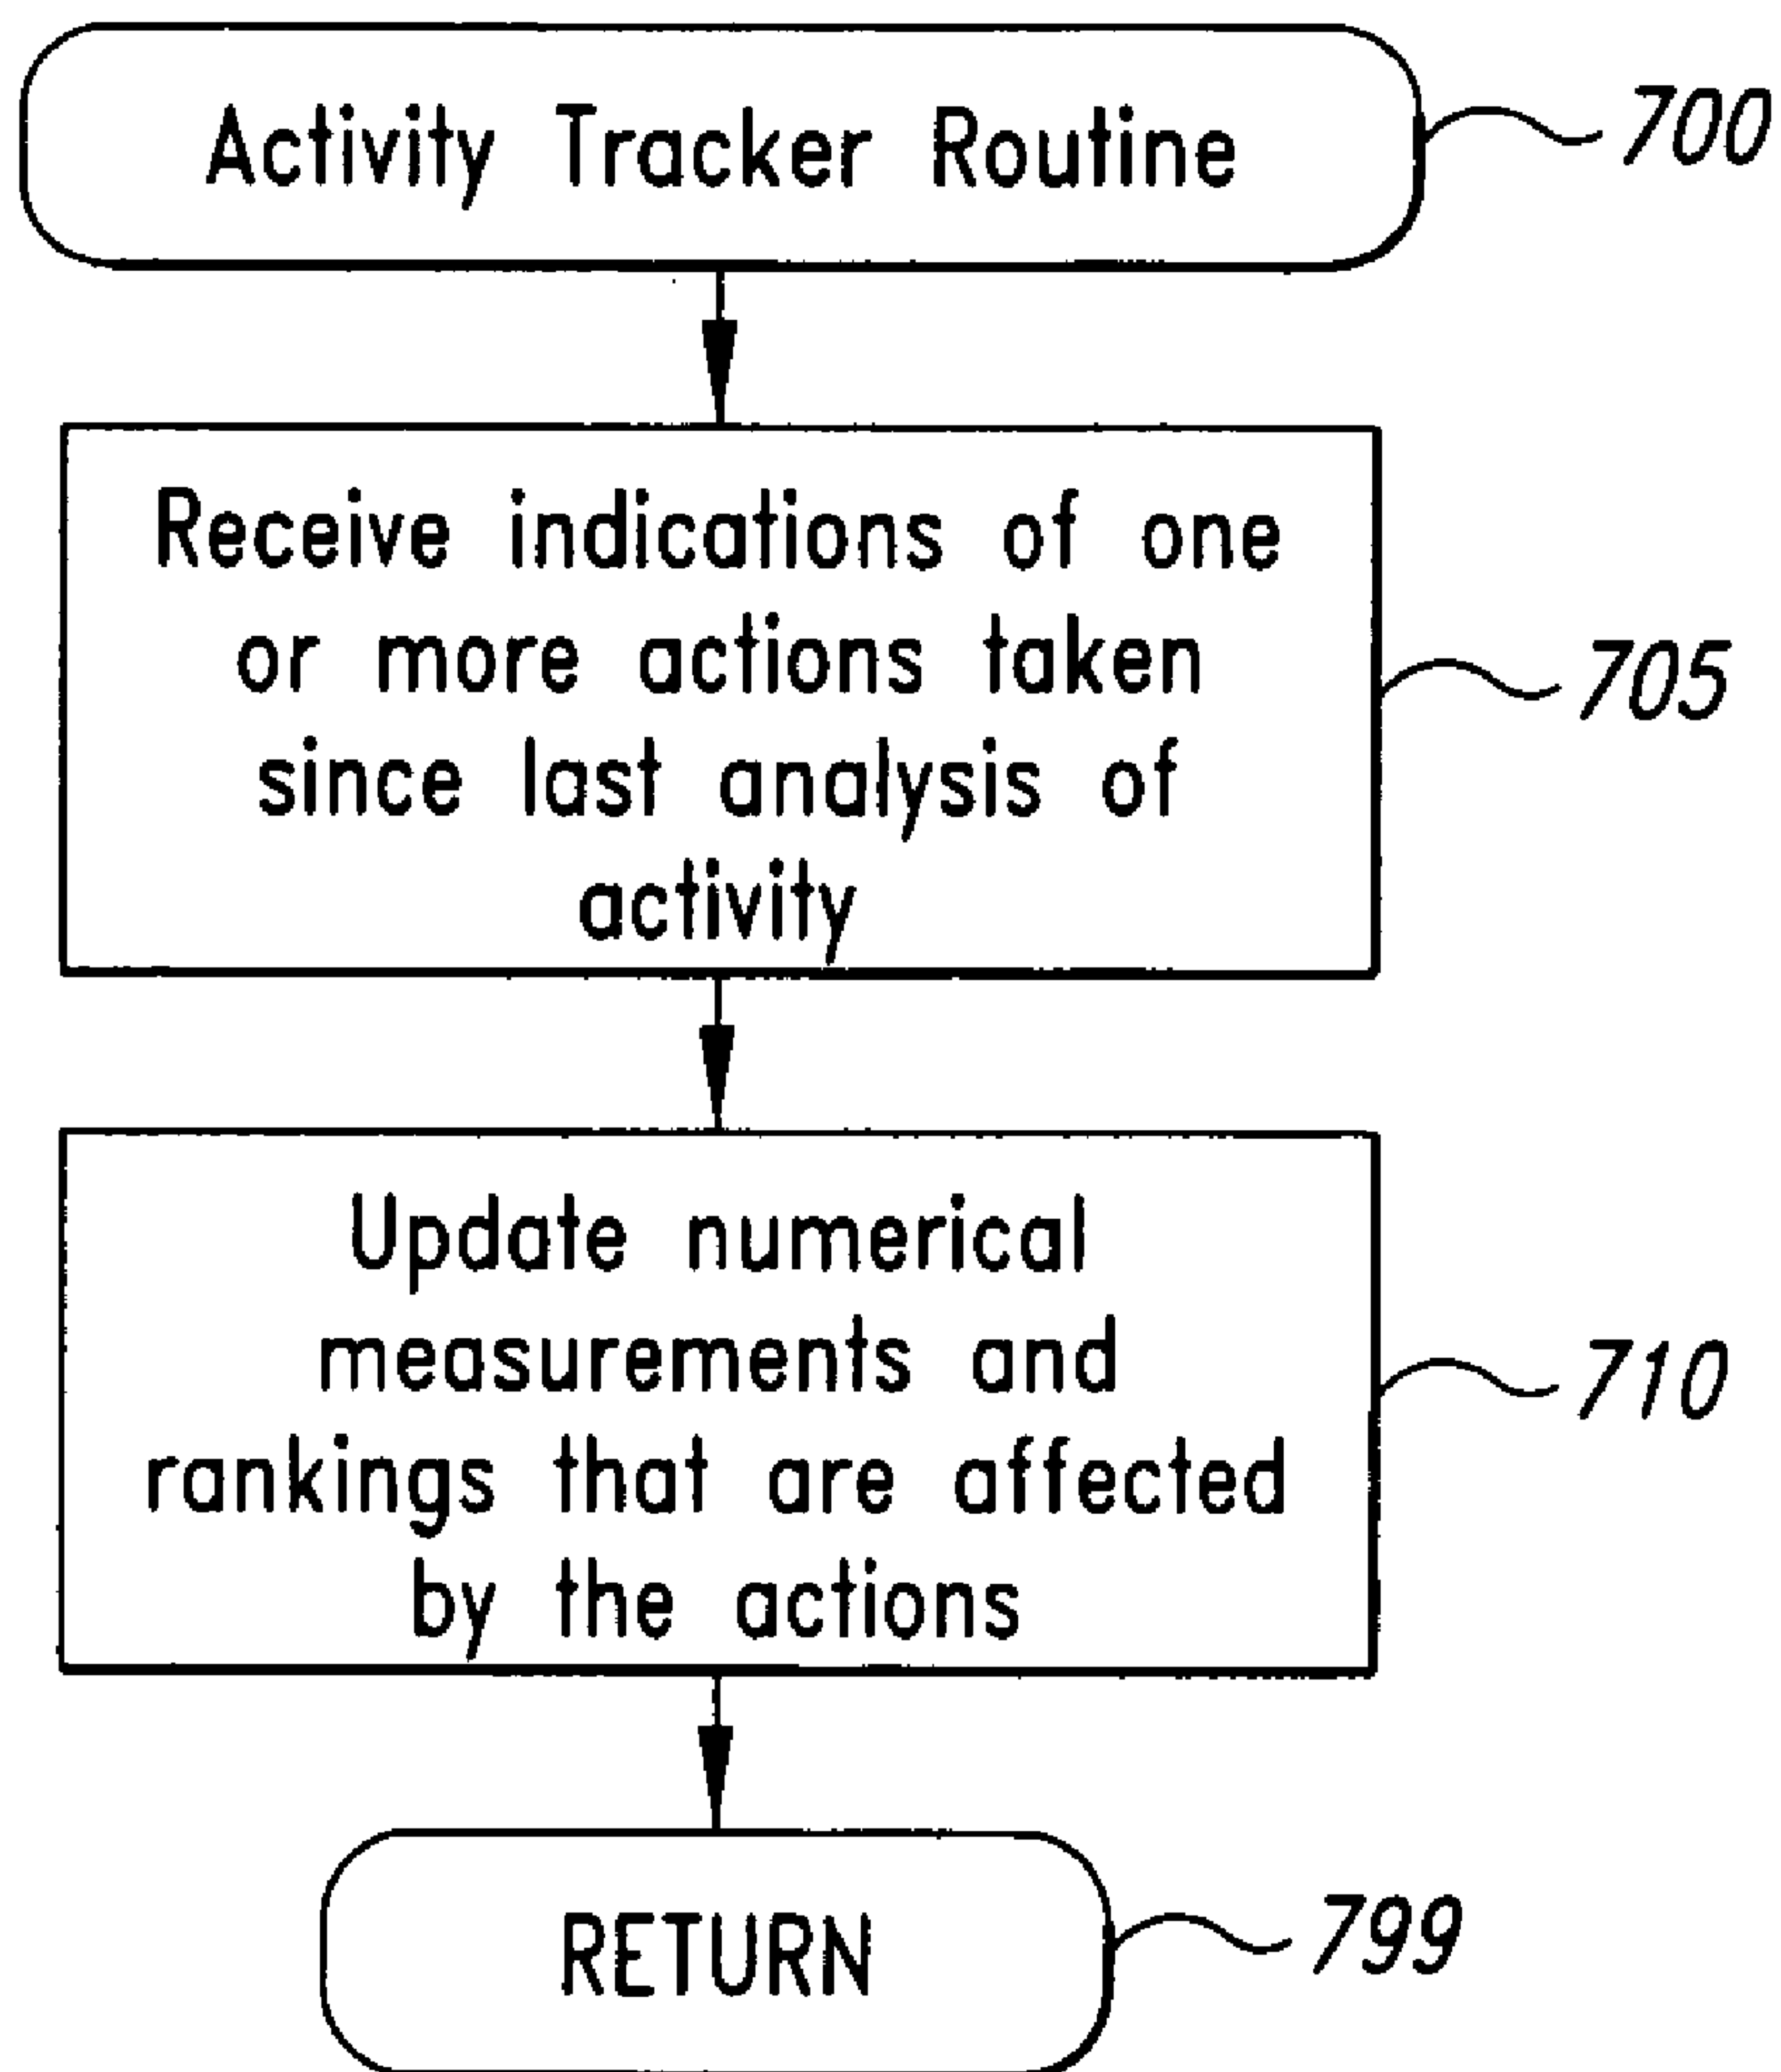 Activity Tracker Routine
700
Receive indications of one
or more actions taken
since last analysis of
activity
705
Update numerical
measurements and
rankings that are affected
by the actions
710
RETURN
799